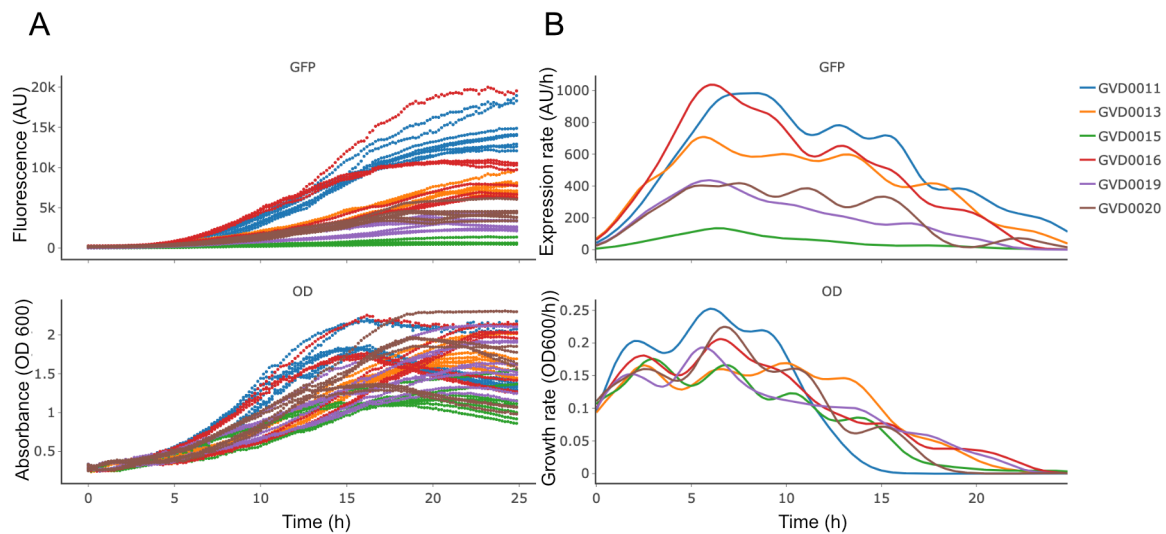 A
B
GFP
GFP
Fluorescence (AU)
20k
15k
10k
5k
0
Expression rate (AU/h)
1000
800
600
400
200
0
GVD0011
GVD0013
GVD0015
GVD0016
GVD0019
GVD0020
OD
OD
Absorbance (OD 600)
2
1.5
1
0.5
Growth rate (OD600/h))
0.25
0.2
0.15
0.1
0.05
0
0
5
10
15
20
25
0
5
10
15
20
Time (h)
Time (h)